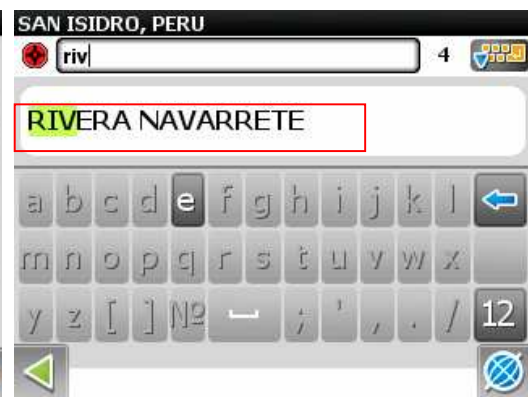 SAN ISIDRO, PERU
riv 4
RIVERA NAVARRETE
a b c d e f g h i j k l
m n o p q r s t u v w x
y z [ ] Nº ; ' , . / 12